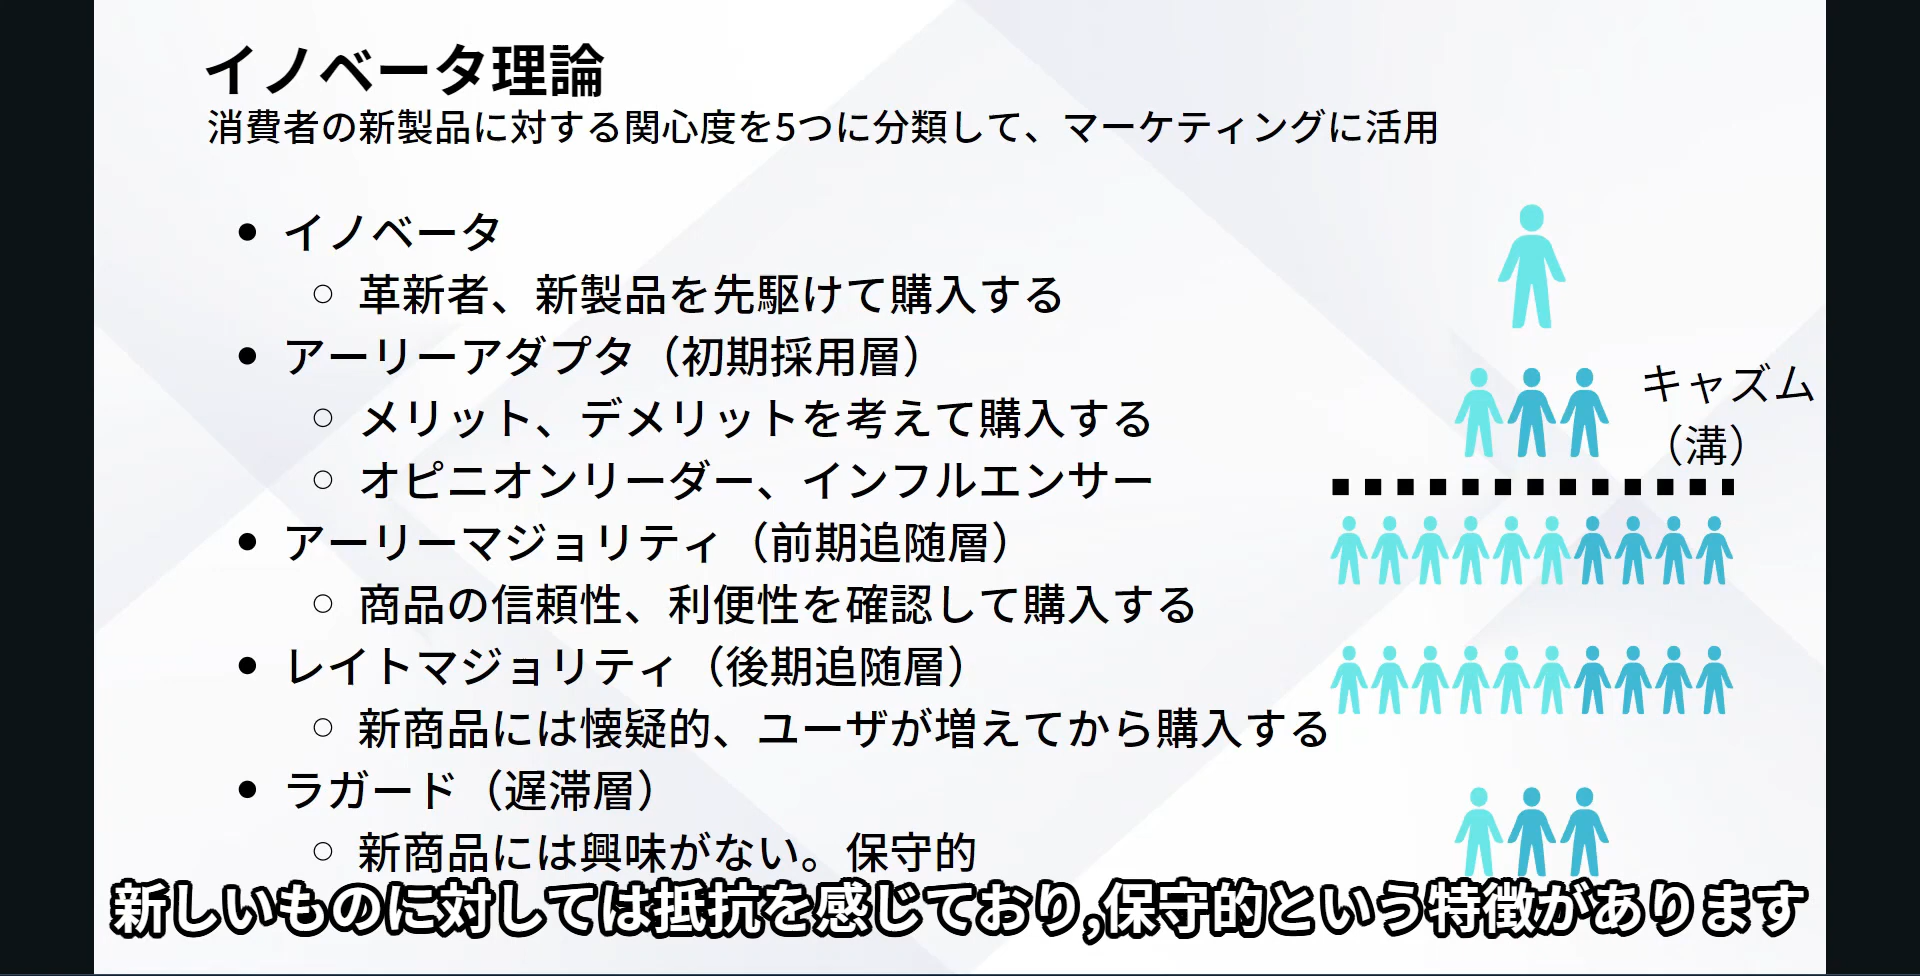 イノベータ理論
消費者の新製品に対する関心度を5つに分類して、マーケティングに活用
● イノベータ
○ 革新者、新製品を先駆けて購入する
● アーリーアダプタ（初期採用層）
○ メリット、デメリットを考えて購入する
○ オピニオンリーダー、インフルエンサー
キャズム
（溝）
● アーリーマジョリティ（前期追随層）
○ 商品の信頼性、利便性を確認して購入する
● レイトマジョリティ（後期追随層）
○ 新商品には懐疑的、ユーザが増えてから購入する
● ラガード（遅滞層）
○ 新商品には興味がない。保守的
新しいものに対しては抵抗を感じており,保守的という特徴があります